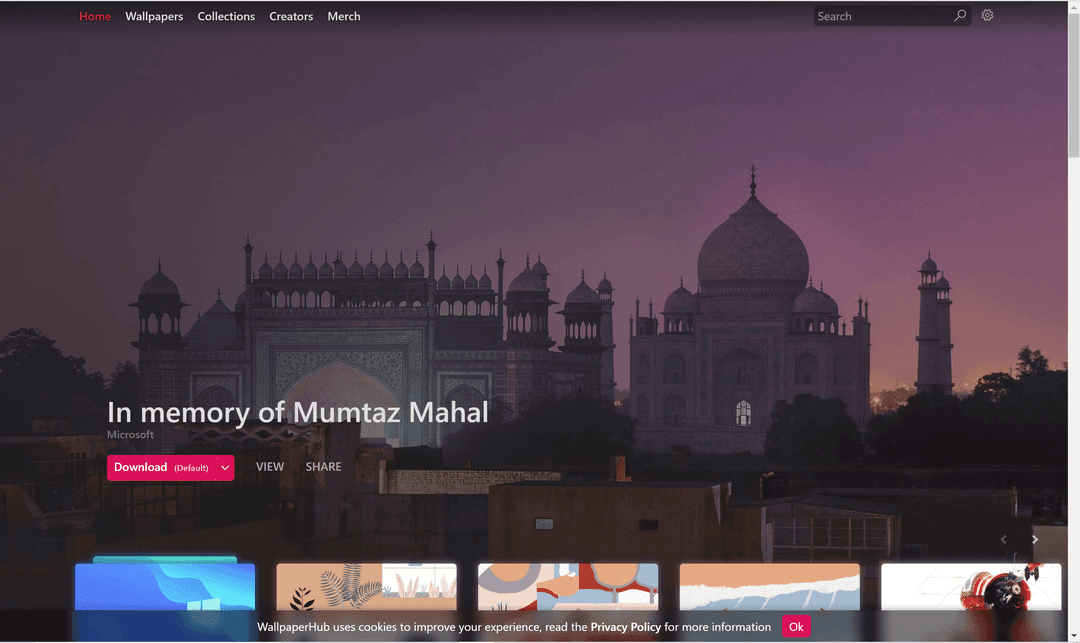 Home Wallpapers Collections Creators Merch Search
In memory of Mumtaz Mahal
Microsoft
Download (Default) VIEW SHARE
WallpaperHub uses cookies to improve your experience, read the Privacy Policy for more information Ok